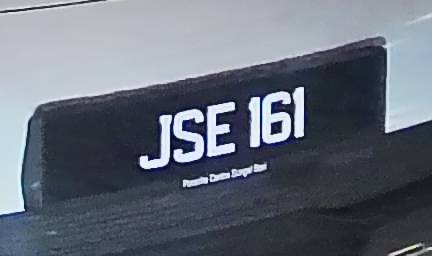 JSE 161
Porsche Centre Sungai Besi